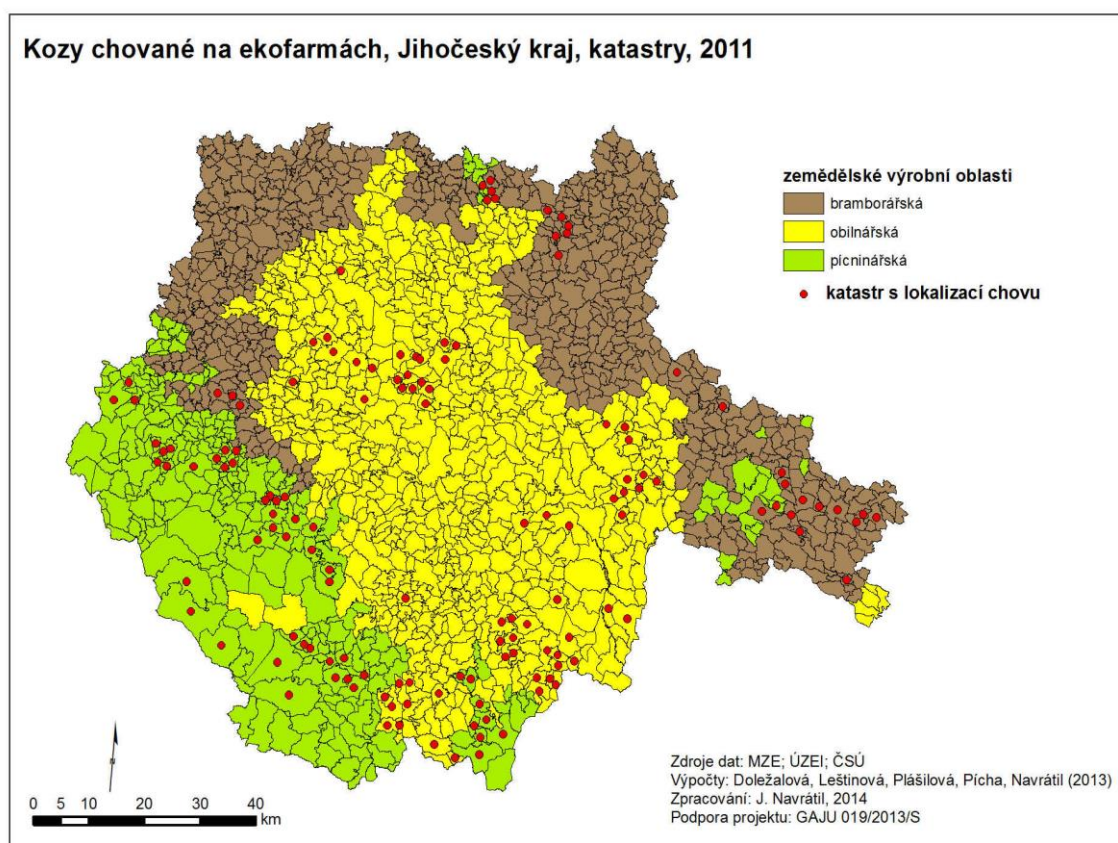 Kozy chované na ekofarmách, Jihočeský kraj, katastry, 2011
zemědělské výrobní oblasti
bramborářská
obilnářská
pícninářská
katastr s lokalizací chovu
N
0 5 10 20 30 40
km
Zdroje dat: MZE; ÚZEI; ČSÚ
Výpočty: Doležalová, Leštinová, Plášilová, Pícha, Navrátil (2013)
Zpracování: J. Navrátil, 2014
Podpora projektu: GAJU 019/2013/S